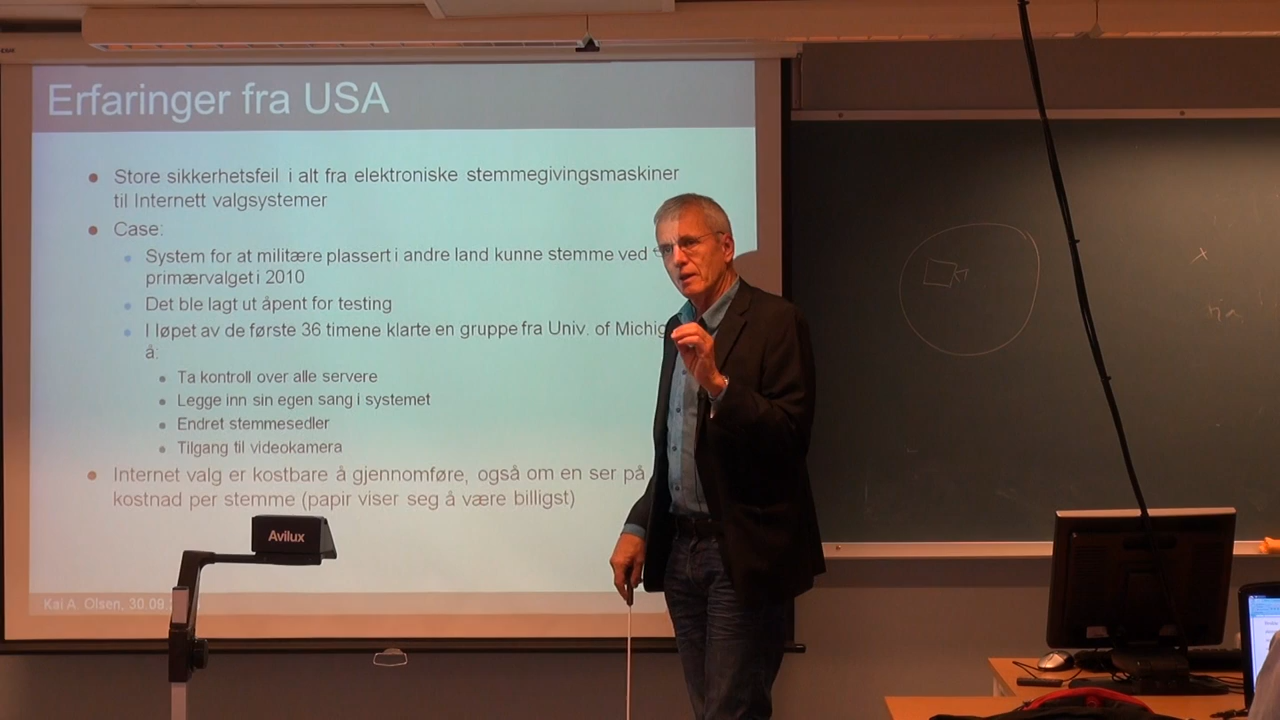 Erfaringer fra USA
Store sikkerhetsfeil i alt fra elektroniske stemmegivingsmaskiner
til Internett valgsystemer
Case:
System for at militære plassert i andre land kunne stemme ved
primærvalget i 2010
Det ble lagt ut åpent for testing
I løpet av de første 36 timene klarte en gruppe fra Univ. of Michig
å:
Ta kontroll over alle servere
Legge inn sin egen sang i systemet
Endret stemmesedler
Tilgang til videokamera
Internet valg er kostbare å gjennomføre, også om en ser på
kostnad per stemme (papir viser seg å være billigst)
Avilux
Kai A. Olsen, 30.09.